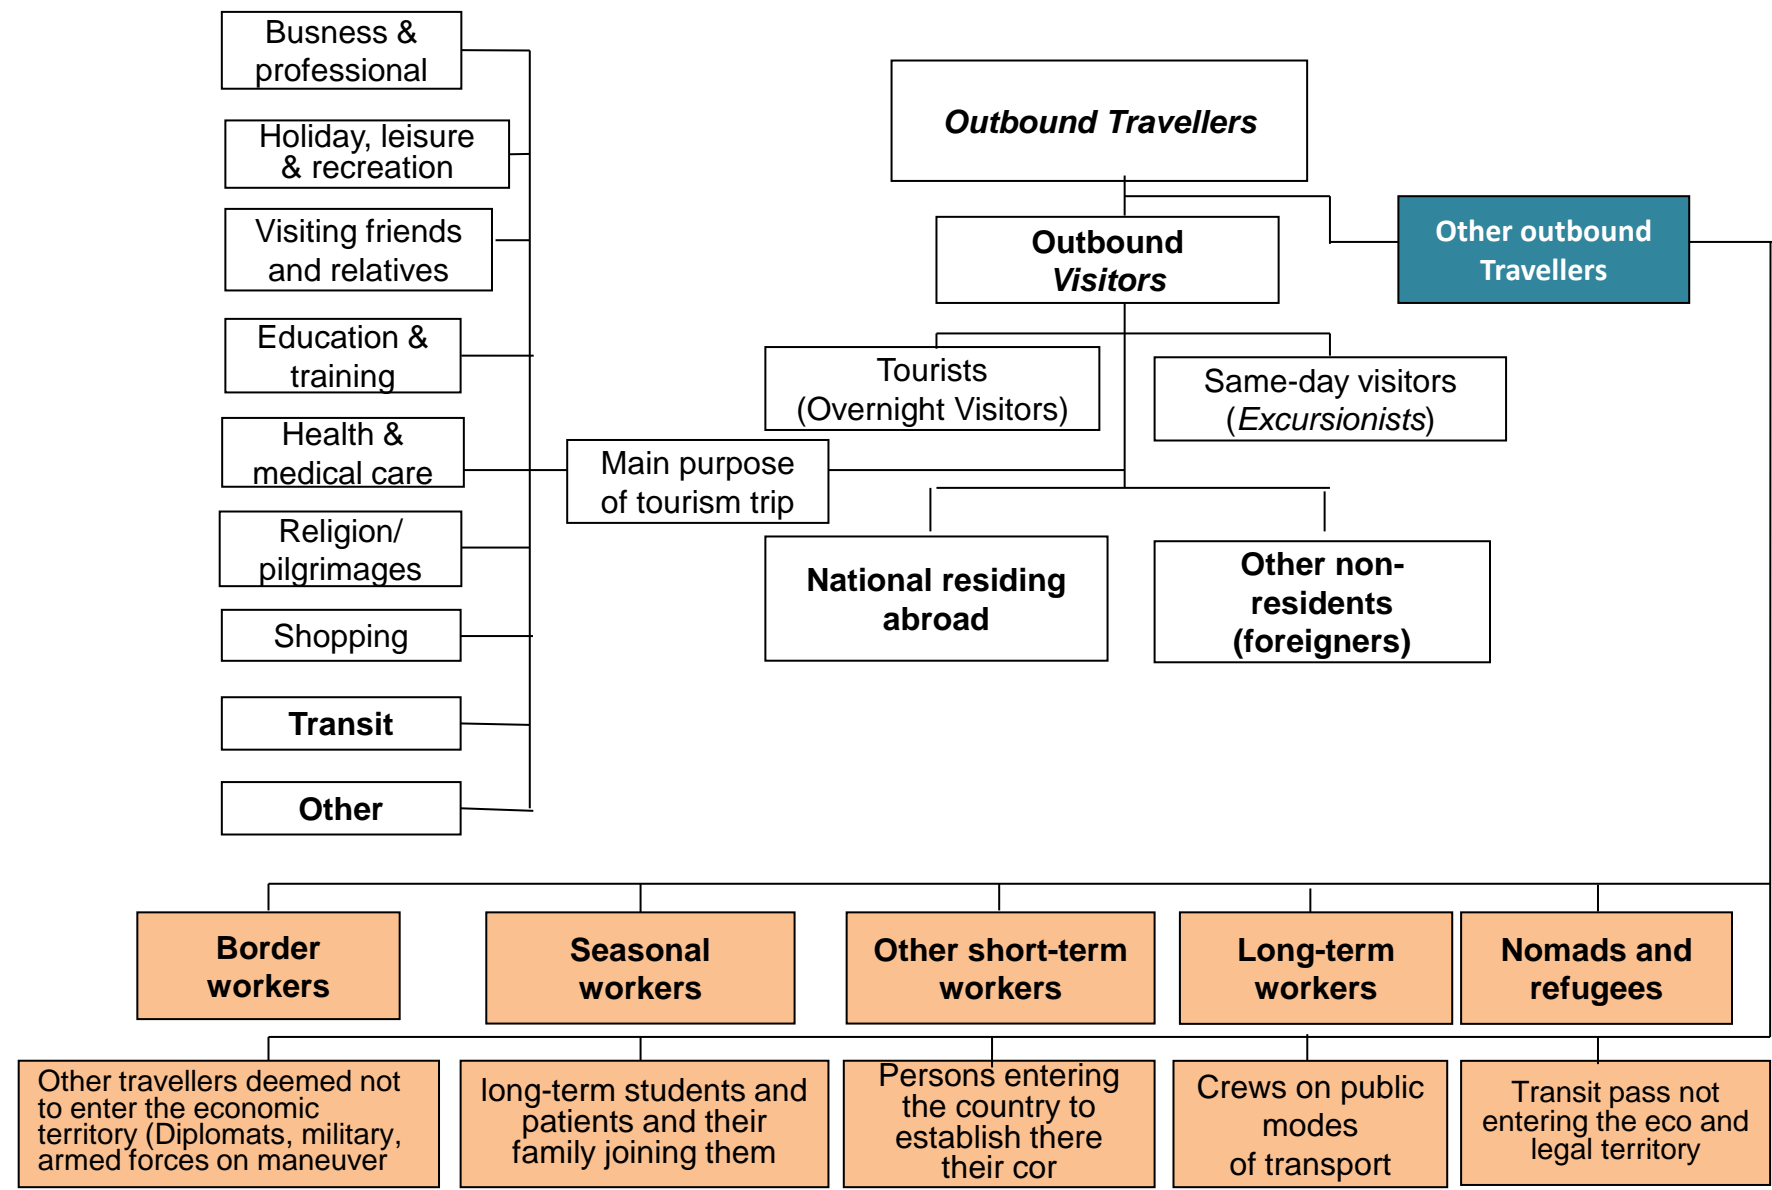 Busness &
professional
Holiday, leisure
& recreation
Visiting friends
and relatives
Education &
training
Health &
medical care
Religion/
pilgrimages
Shopping
Transit
Other
Main purpose
of tourism trip
Outbound Travellers
Outbound
Visitors
Other outbound
Travellers
Tourists
(Overnight Visitors)
Same-day visitors
(Excursionists)
National residing
abroad
Other non-
residents
(foreigners)
Border
workers
Seasonal
workers
Other short-term
workers
Long-term
workers
Nomads and
refugees
Other travellers deemed not
to enter the economic
territory (Diplomats, military,
armed forces on maneuver
long-term students and
patients and their
family joining them
Persons entering
the country to
establish there
their cor
Crews on public
modes
of transport
Transit pass not
entering the eco and
legal territory